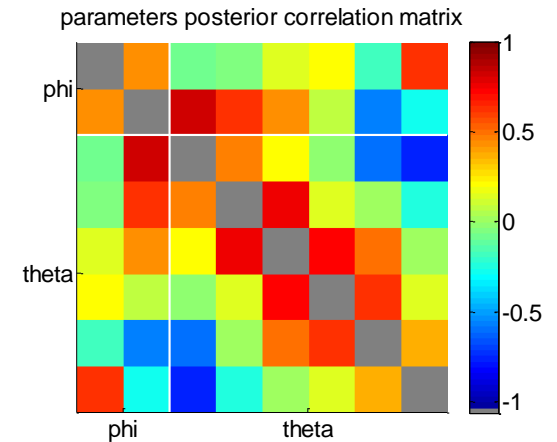 parameters posterior correlation matrix
phi
theta
phi
theta
1
0.5
0
-0.5
-1